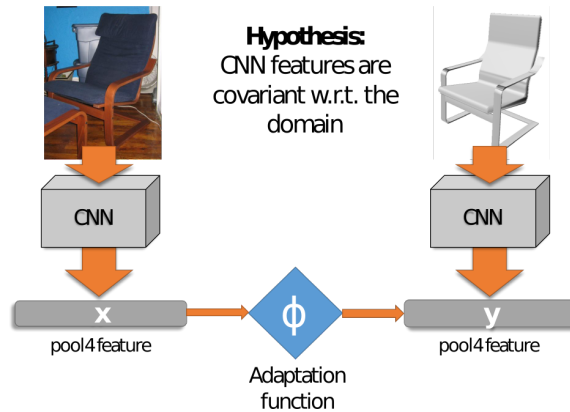 Hypothesis:
CNN features are
covariant w.r.t. the
domain
CNN
CNN
x
ϕ
y
pool4 feature
pool4 feature
Adaptation
function